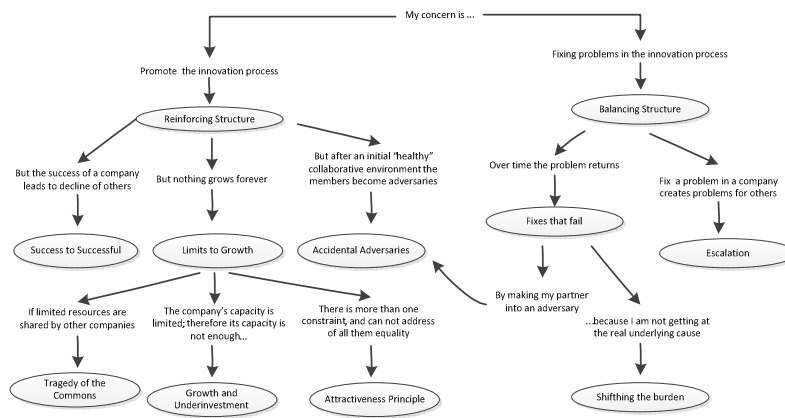 My concern is ...
Promote the innovation process
Fixing problems in the innovation process
Reinforcing Structure
Balancing Structure
But the success of a company
leads to decline of others
But nothing grows forever
But after an initial “healthy”
collaborative environment the
members become adversaries
Over time the problem returns
Fix a problem in a company
creates problems for others
Success to Successful
Limits to Growth
Accidental Adversaries
Fixes that fail
Escalation
If limited resources are
shared by other companies
The company’s capacity is
limited; therefore its capacity is
not enough...
There is more than one
constraint, and can not address
of all them equality
By making my partner
into an adversary
...because I am not getting at
the real underlying cause
Tragedy of the
Commons
Growth and
Underinvestment
Attractiveness Principle
Shifthing the burden